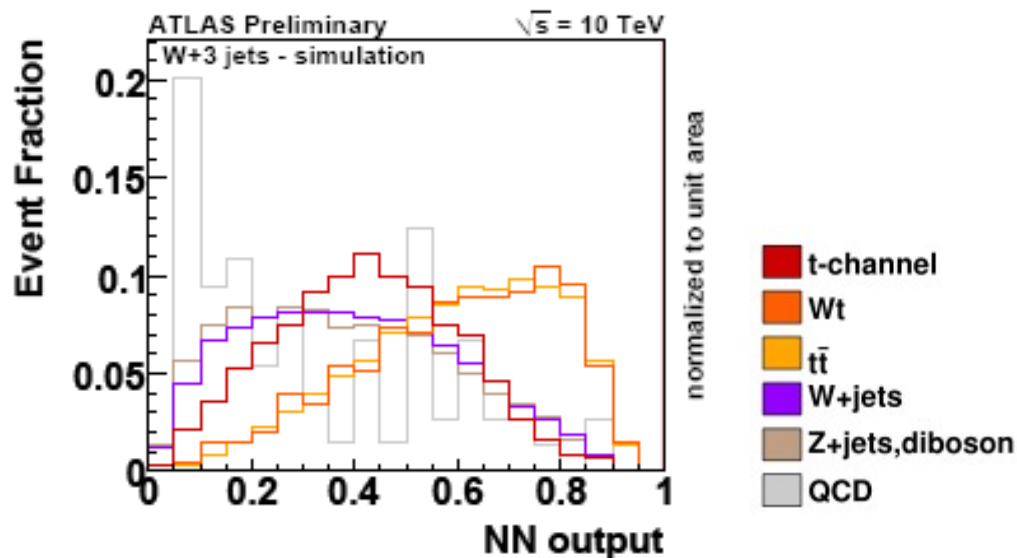 ATLAS Preliminary
√s = 10 TeV
W+3 jets - simulation
Event Fraction
0.2
0.15
0.1
0.05
0
0
0.2
0.4
0.6
0.8
1
NN output
normalized to unit area
t-channel
Wt
tt̄
W+jets
Z+jets,diboson
QCD